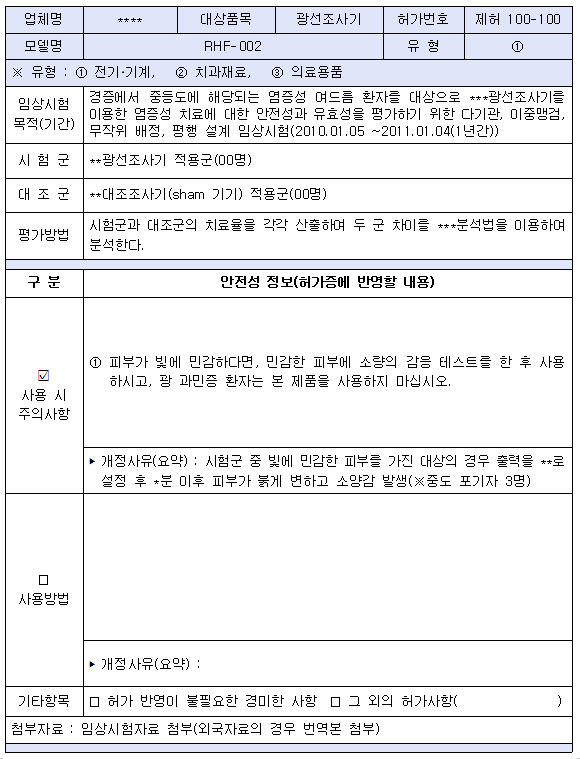 업체명 **** 대상품목 광선조사기 허가번호 제허 100-100
모델명 RHF-002 유 형 ①
※ 유형 : ① 전기·기계, ② 치과재료, ③ 의료용품
임상시험 목적(기간)
경증에서 중등도에 해당되는 염증성 여드름 환자를 대상으로 ***광선조사기를
이용한 염증성 치료에 대한 안전성과 유효성을 평가하기 위한 다기관, 이중맹검,
무작위 배정, 평행 설계 임상시험(2010.01.05 ~2011.01.04(1년간))
시 험 군 **광선조사기 적용군(00명)
대 조 군 **대조조사기(sham 기기) 적용군(00명)
평가방법
시험군과 대조군의 치료율을 각각 산출하며 두 군 차이를 ***분석법을 이용하여
분석한다.
구 분 안전성 정보(허가증에 반영할 내용)
☑
사용 시
주의사항
① 피부가 빛에 민감하다면, 민감한 피부에 소량의 감응 테스트를 한 후 사용
하시고, 광 과민증 환자는 본 제품을 사용하지 마십시오.
▸ 개정사유(요약) : 시험군 중 빛에 민감한 피부를 가진 대상의 경우 출력을 **로
설정 후 *분 이후 피부가 붉게 변하고 소양감 발생(※중도 포기자 3명)
□
사용방법
▸ 개정사유(요약) :
기타항목 □ 허가 반영이 불필요한 경미한 사항 □ 그 외의 허가사항( )
첨부자료 : 임상시험자료 첨부(외국자료의 경우 번역본 첨부)